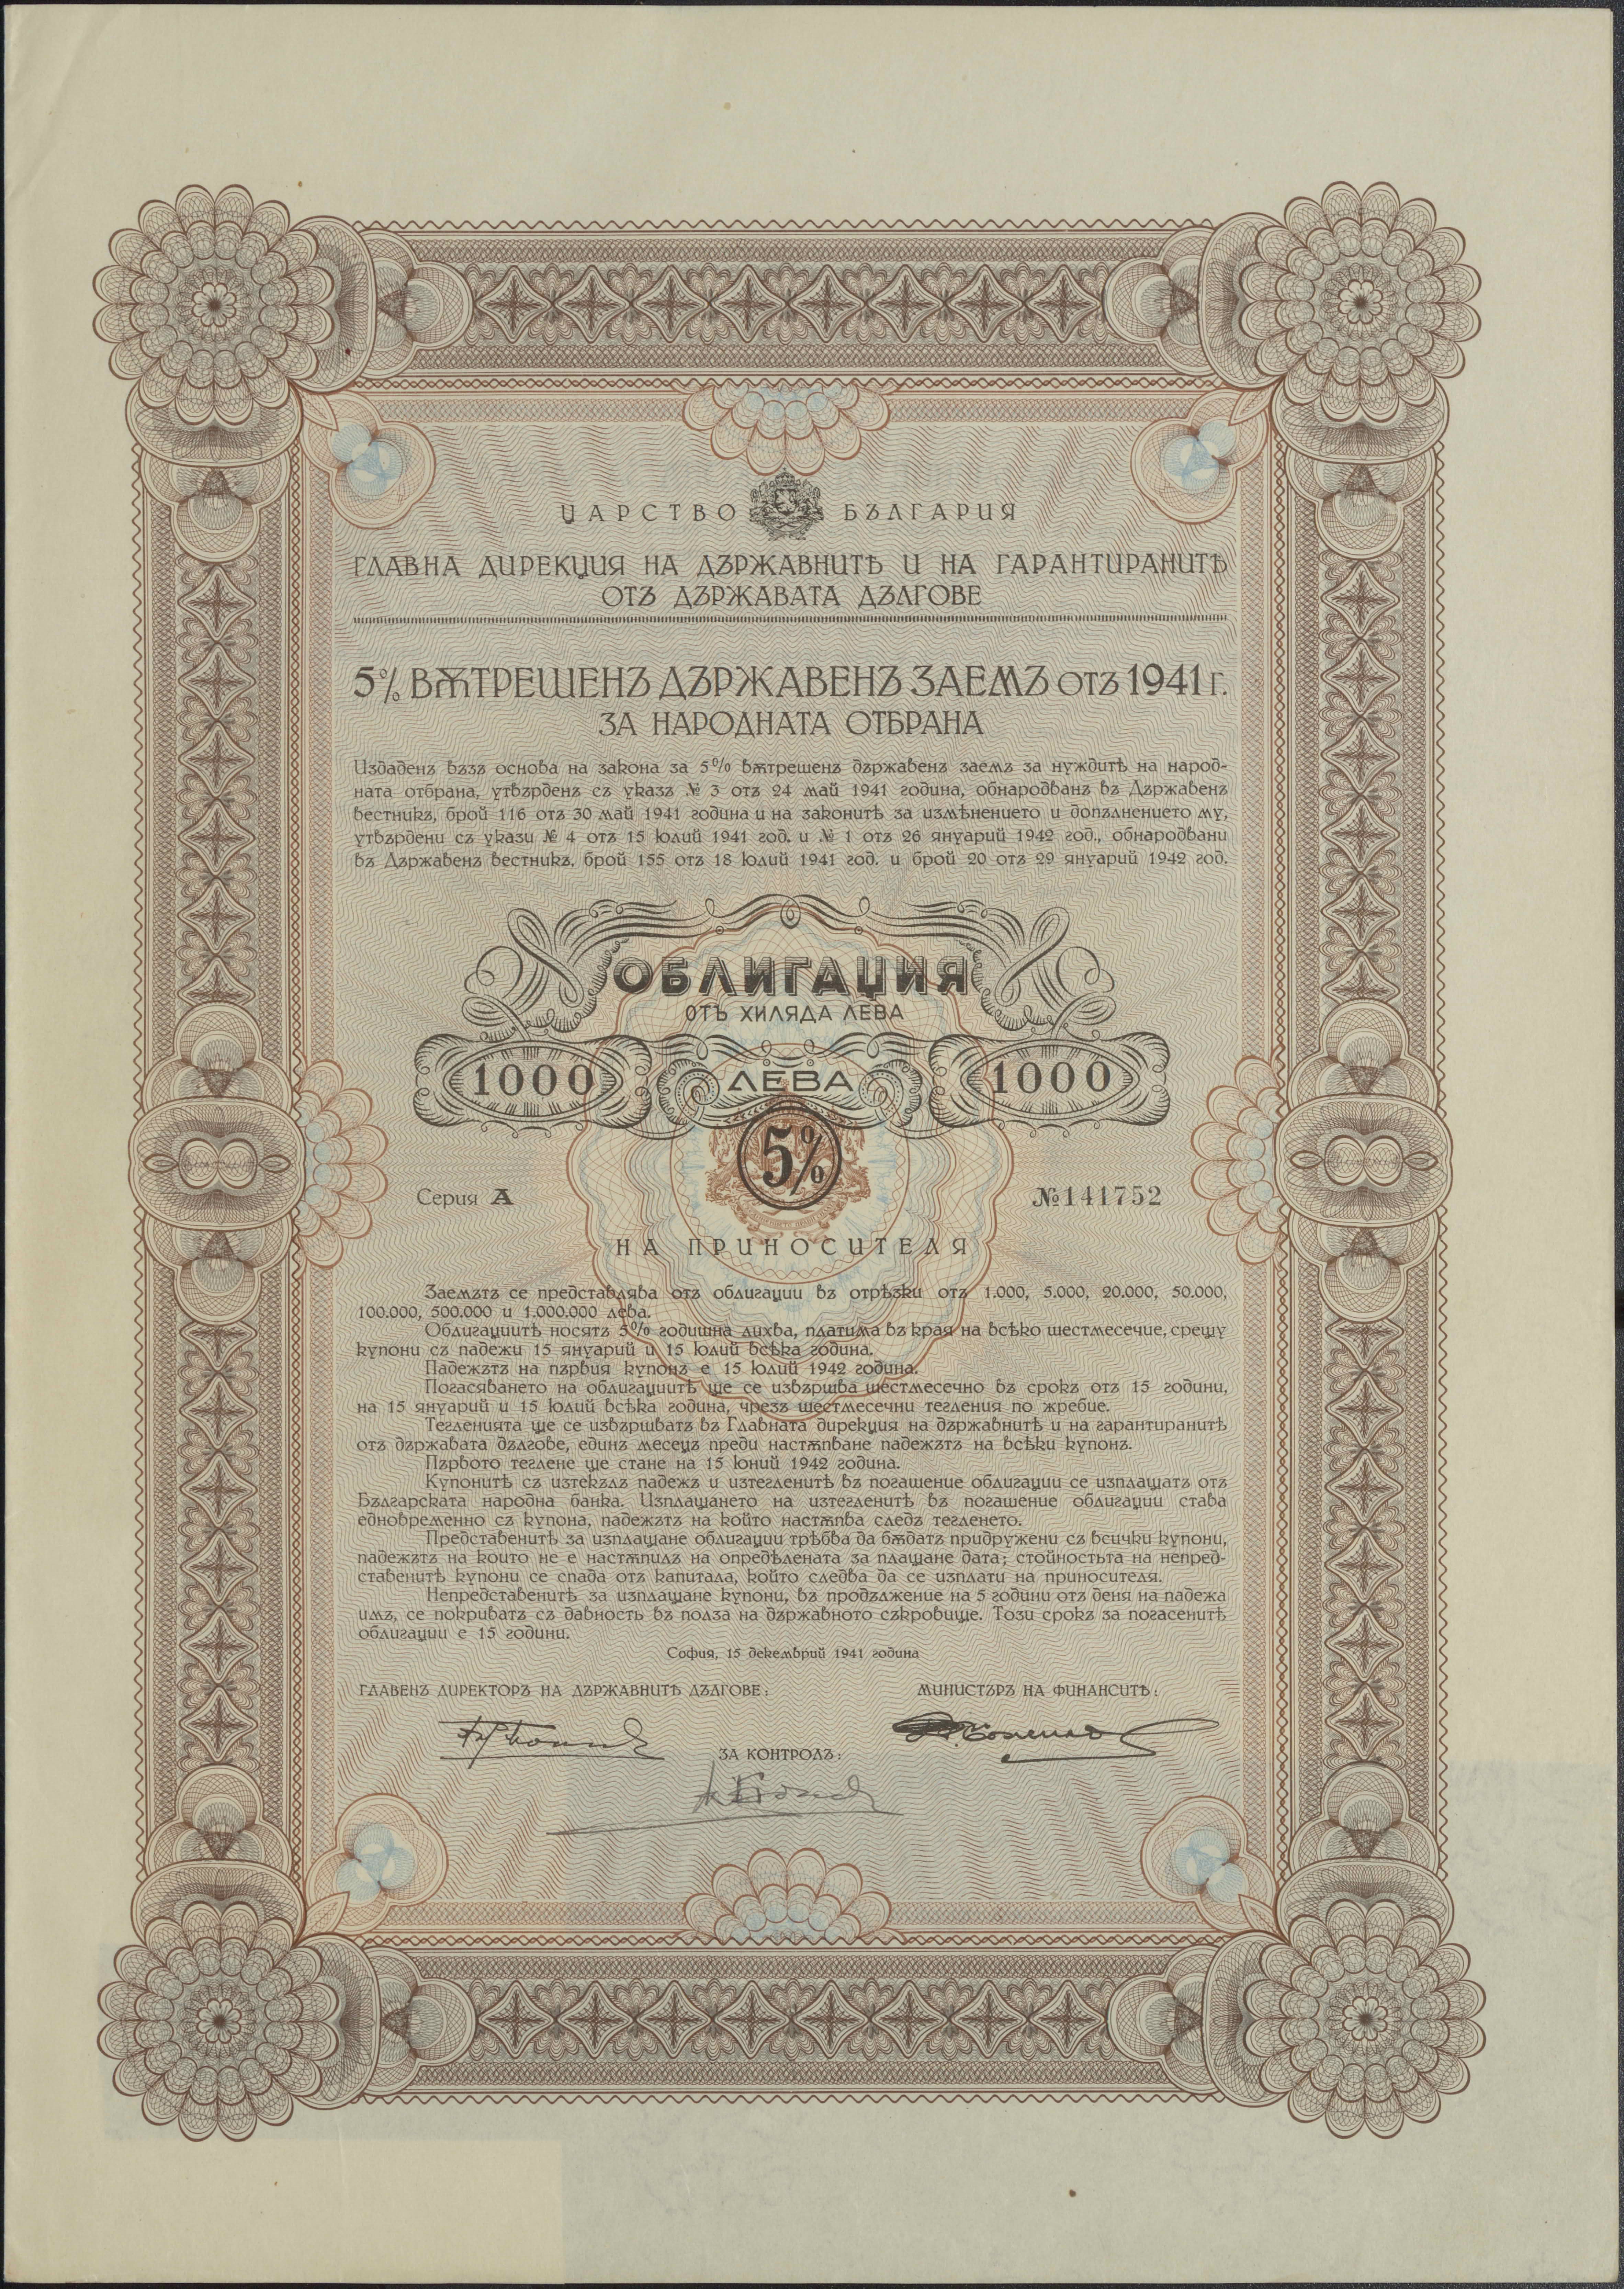 ЦАРСТВО БЪЛГАРИЯ
ГЛАВНА ДИРЕКЦИЯ НА ДЪРЖАВНИТѢ И НА ГАРАНТИРАНИТѢ
ОТЪ ДЪРЖАВАТА ДЪЛГОВЕ
5% ВѪТРЕШЕНЪ ДЪРЖАВЕНЪ ЗАЕМЪ ОТЪ 1941 Г.
ЗА НАРОДНАТА ОТБРАНА
Издаденъ възъ основа на закона за 5% вѫтрешенъ държавенъ заемъ за нуждитѣ на народ-
ната отбрана, утвърденъ съ указъ № 3 отъ 24 май 1941 година, обнародванъ въ Държавенъ
вестникъ, брой 116 отъ 30 май 1941 година и на законитѣ за измѣнението и допълнението му,
утвърдени съ укази № 4 отъ 15 юлий 1941 год. и № 1 отъ 26 януарий 1942 год., обнародвани
въ Държавенъ вестникъ, брой 155 отъ 18 юлий 1941 год. и брой 20 отъ 29 януарий 1942 год.
ОБЛИГАЦИЯ
ОТЪ ХИЛЯДА ЛЕВА
1000 ЛЕВА 1000
5%
Серия А №141752
НА ПРИНОСИТЕЛЯ
Заемътъ се представлява отъ облигации въ отрѣзки отъ 1.000, 5.000, 20.000, 50.000,
100.000, 500.000 и 1.000.000 лева.
Облигациитѣ носятъ 5% годишна лихва, платима въ края на всѣко шестмесечие, срещу
купони съ падежи 15 януарий и 15 юлий всѣка година.
Падежътъ на първия купонъ е 15 юлий 1942 година.
Погасяването на облигациитѣ ще се извършва шестмесечно въ срокъ отъ 15 години,
на 15 януарий и 15 юлий всѣка година, чрезъ шестмесечни тегления по жребие.
Тегленията ще се извършватъ въ Главната дирекция на държавнитѣ и на гарантиранитѣ
отъ държавата дългове, единъ месецъ преди настѫпване падежътъ на всѣки купонъ.
Първото теглене ще стане на 15 юний 1942 година.
Купонитѣ съ изтекълъ падежъ и изтегленитѣ въ погашение облигации се изплащатъ отъ
Българската народна банка. Изплащането на изтегленитѣ въ погашение облигации става
едновременно съ купона, падежътъ на който настѫпва следъ тегленето.
Представенитѣ за изплащане облигации трѣбва да бѫдатъ придружени съ всички купони,
падежътъ на които не е настѫпилъ на опредѣлената за плащане дата; стойностьта на непред-
ставенитѣ купони се спада отъ капитала, който следва да се изплати на приносителя.
Непредставенитѣ за изплащане купони, въ продължение на 5 години отъ деня на падежа
имъ, се покриватъ съ давность въ полза на държавното съкровище. Този срокъ за погасенитѣ
облигации е 15 години.
София, 15 декемврий 1941 година
ГЛАВЕНЪ ДИРЕКТОРЪ НА ДЪРЖАВНИТѢ ДЪЛГОВЕ: МИНИСТЪРЪ НА ФИНАНСИТѢ:
ЗА КОНТРОЛЪ: